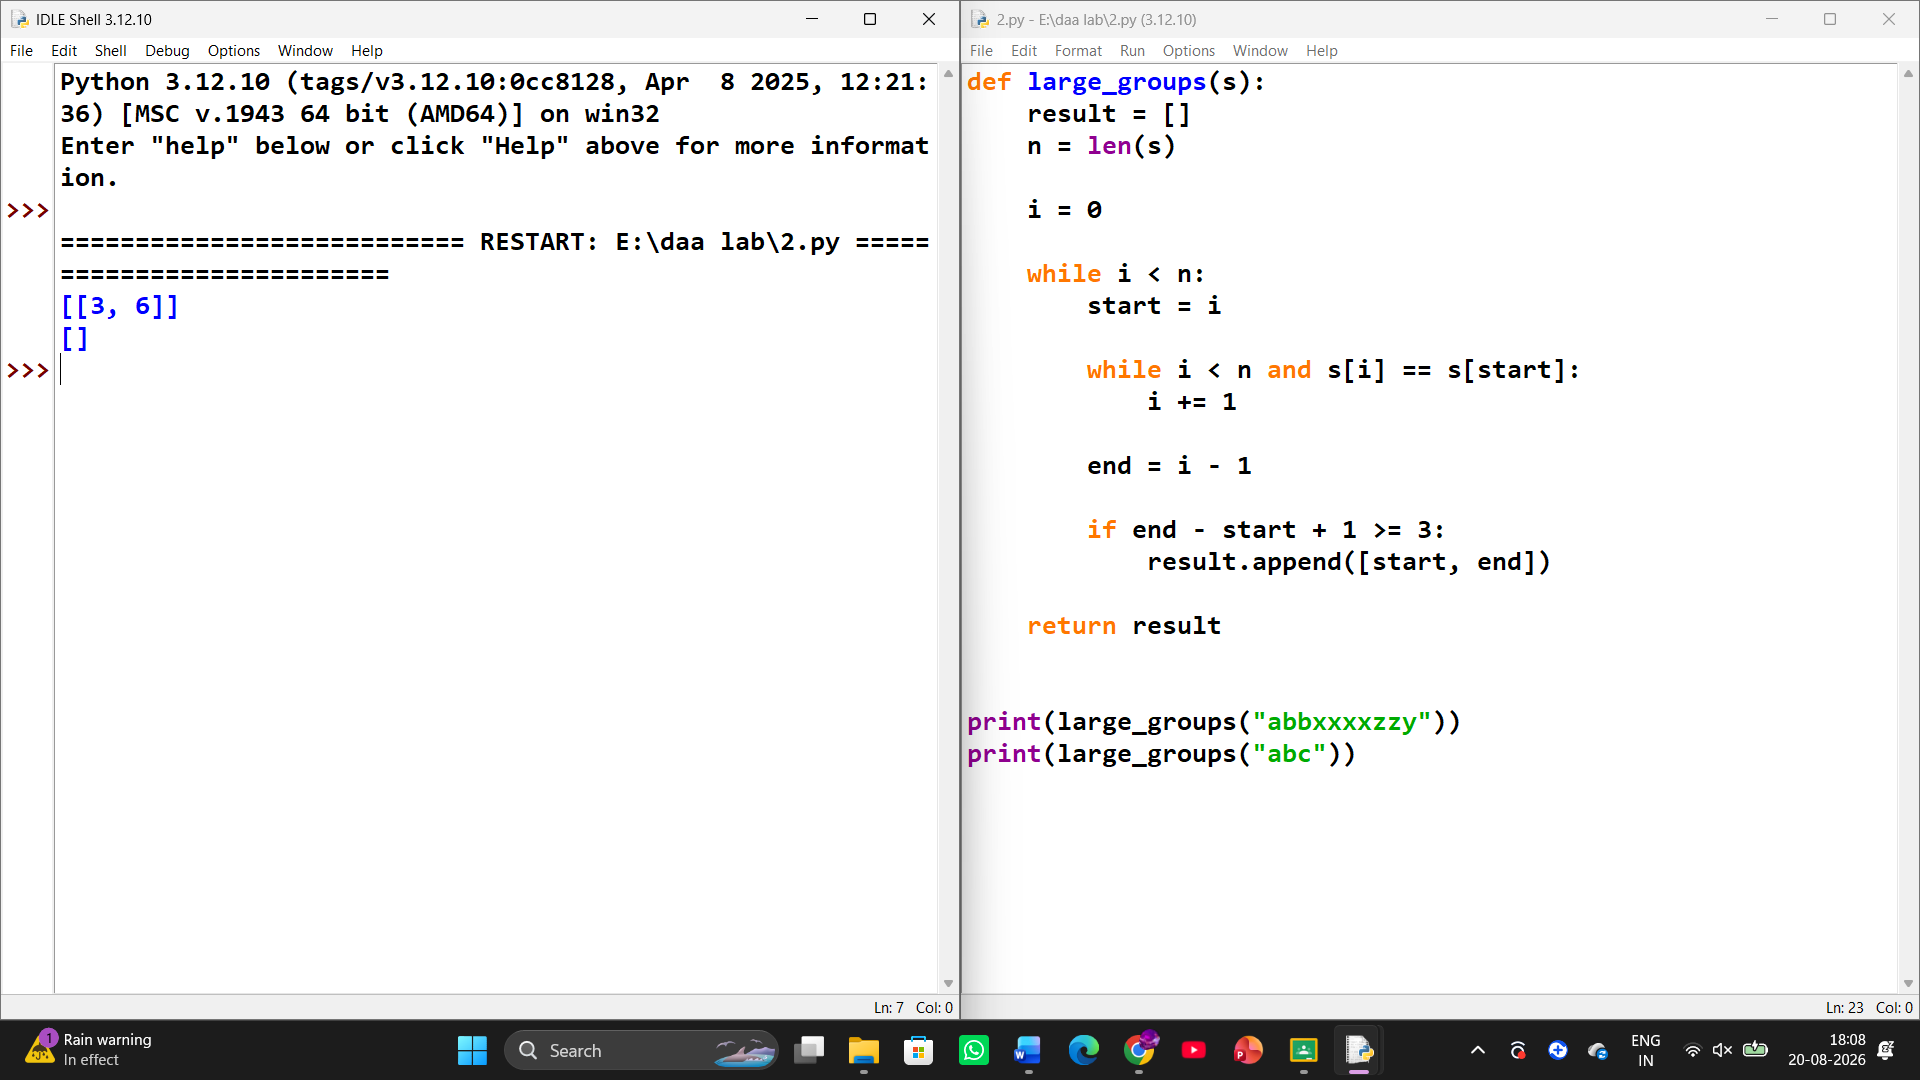 IDLE Shell 3.12.10
File Edit Shell Debug Options Window Help
Python 3.12.10 (tags/v3.12.10:0cc8128, Apr  8 2025, 12:21:
36) [MSC v.1943 64 bit (AMD64)] on win32
Enter "help" below or click "Help" above for more informat
ion.
>>>
=========================== RESTART: E:\daa lab\2.py =====
======================
[[3, 6]]
[]
>>>
Ln: 7 Col: 0
2.py - E:\daa lab\2.py (3.12.10)
File Edit Format Run Options Window Help
def large_groups(s):
    result = []
    n = len(s)
    i = 0
    while i < n:
        start = i
        while i < n and s[i] == s[start]:
            i += 1
        end = i - 1
        if end - start + 1 >= 3:
            result.append([start, end])
    return result
print(large_groups("abbxxxxzzy"))
print(large_groups("abc"))
Ln: 23 Col: 0
1
Rain warning
In effect
Search
W
P
ENG
IN
18:08
20-08-2026